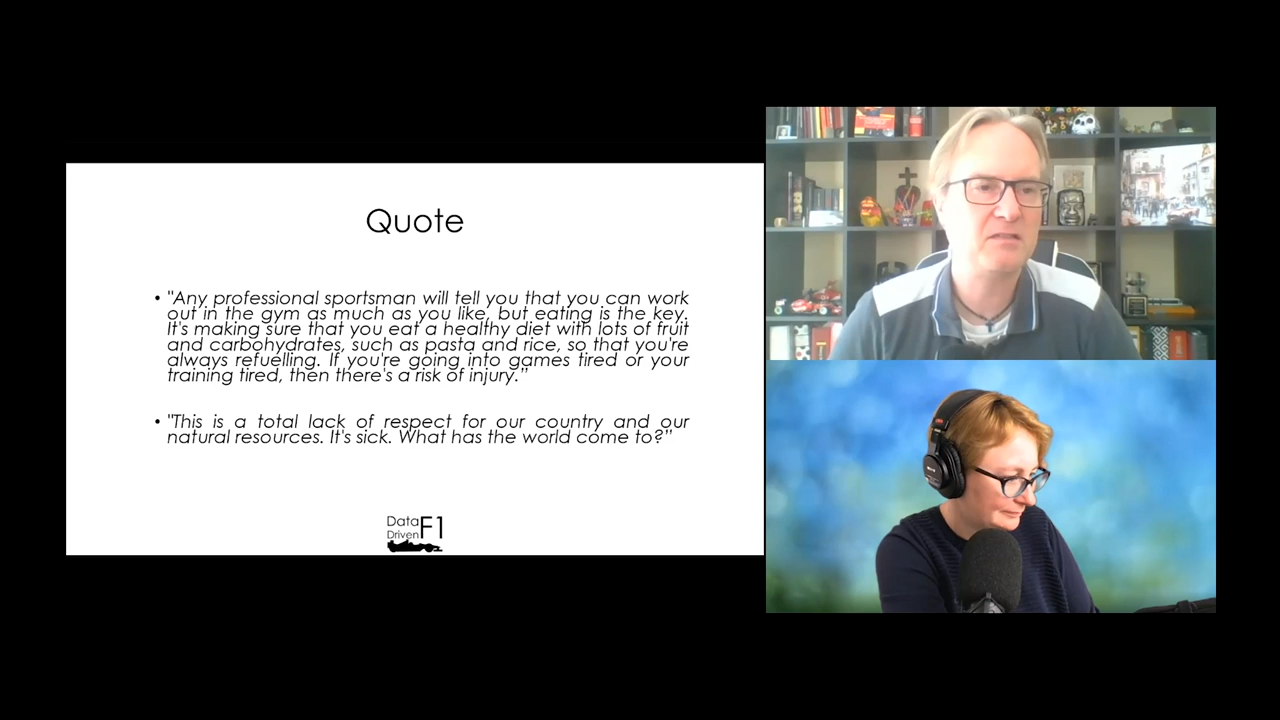 Quote
• "Any professional sportsman will tell you that you can work
out in the gym as much as you like, but eating is the key.
It's making sure that you eat a healthy diet with lots of fruit
and carbohydrates, such as pasta and rice, so that you're
always refuelling. If you're going into games tired or your
training tired, then there's a risk of injury."
• "This is a total lack of respect for our country and our
natural resources. It's sick. What has the world come to?"
Data
Driven F1